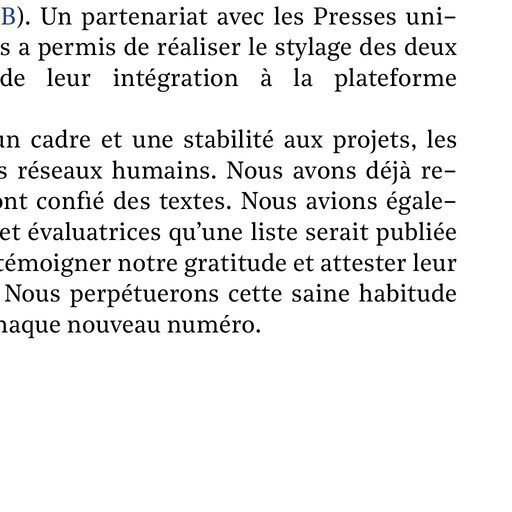 B). Un partenariat avec les Presses uni-
s a permis de réaliser le stylage des deux
de leur intégration à la plateforme
un cadre et une stabilité aux projets, les
s réseaux humains. Nous avons déjà re-
ont confié des textes. Nous avions égale-
et évaluatrices qu’une liste serait publiée
témoigner notre gratitude et attester leur
Nous perpétuerons cette saine habitude
haque nouveau numéro.